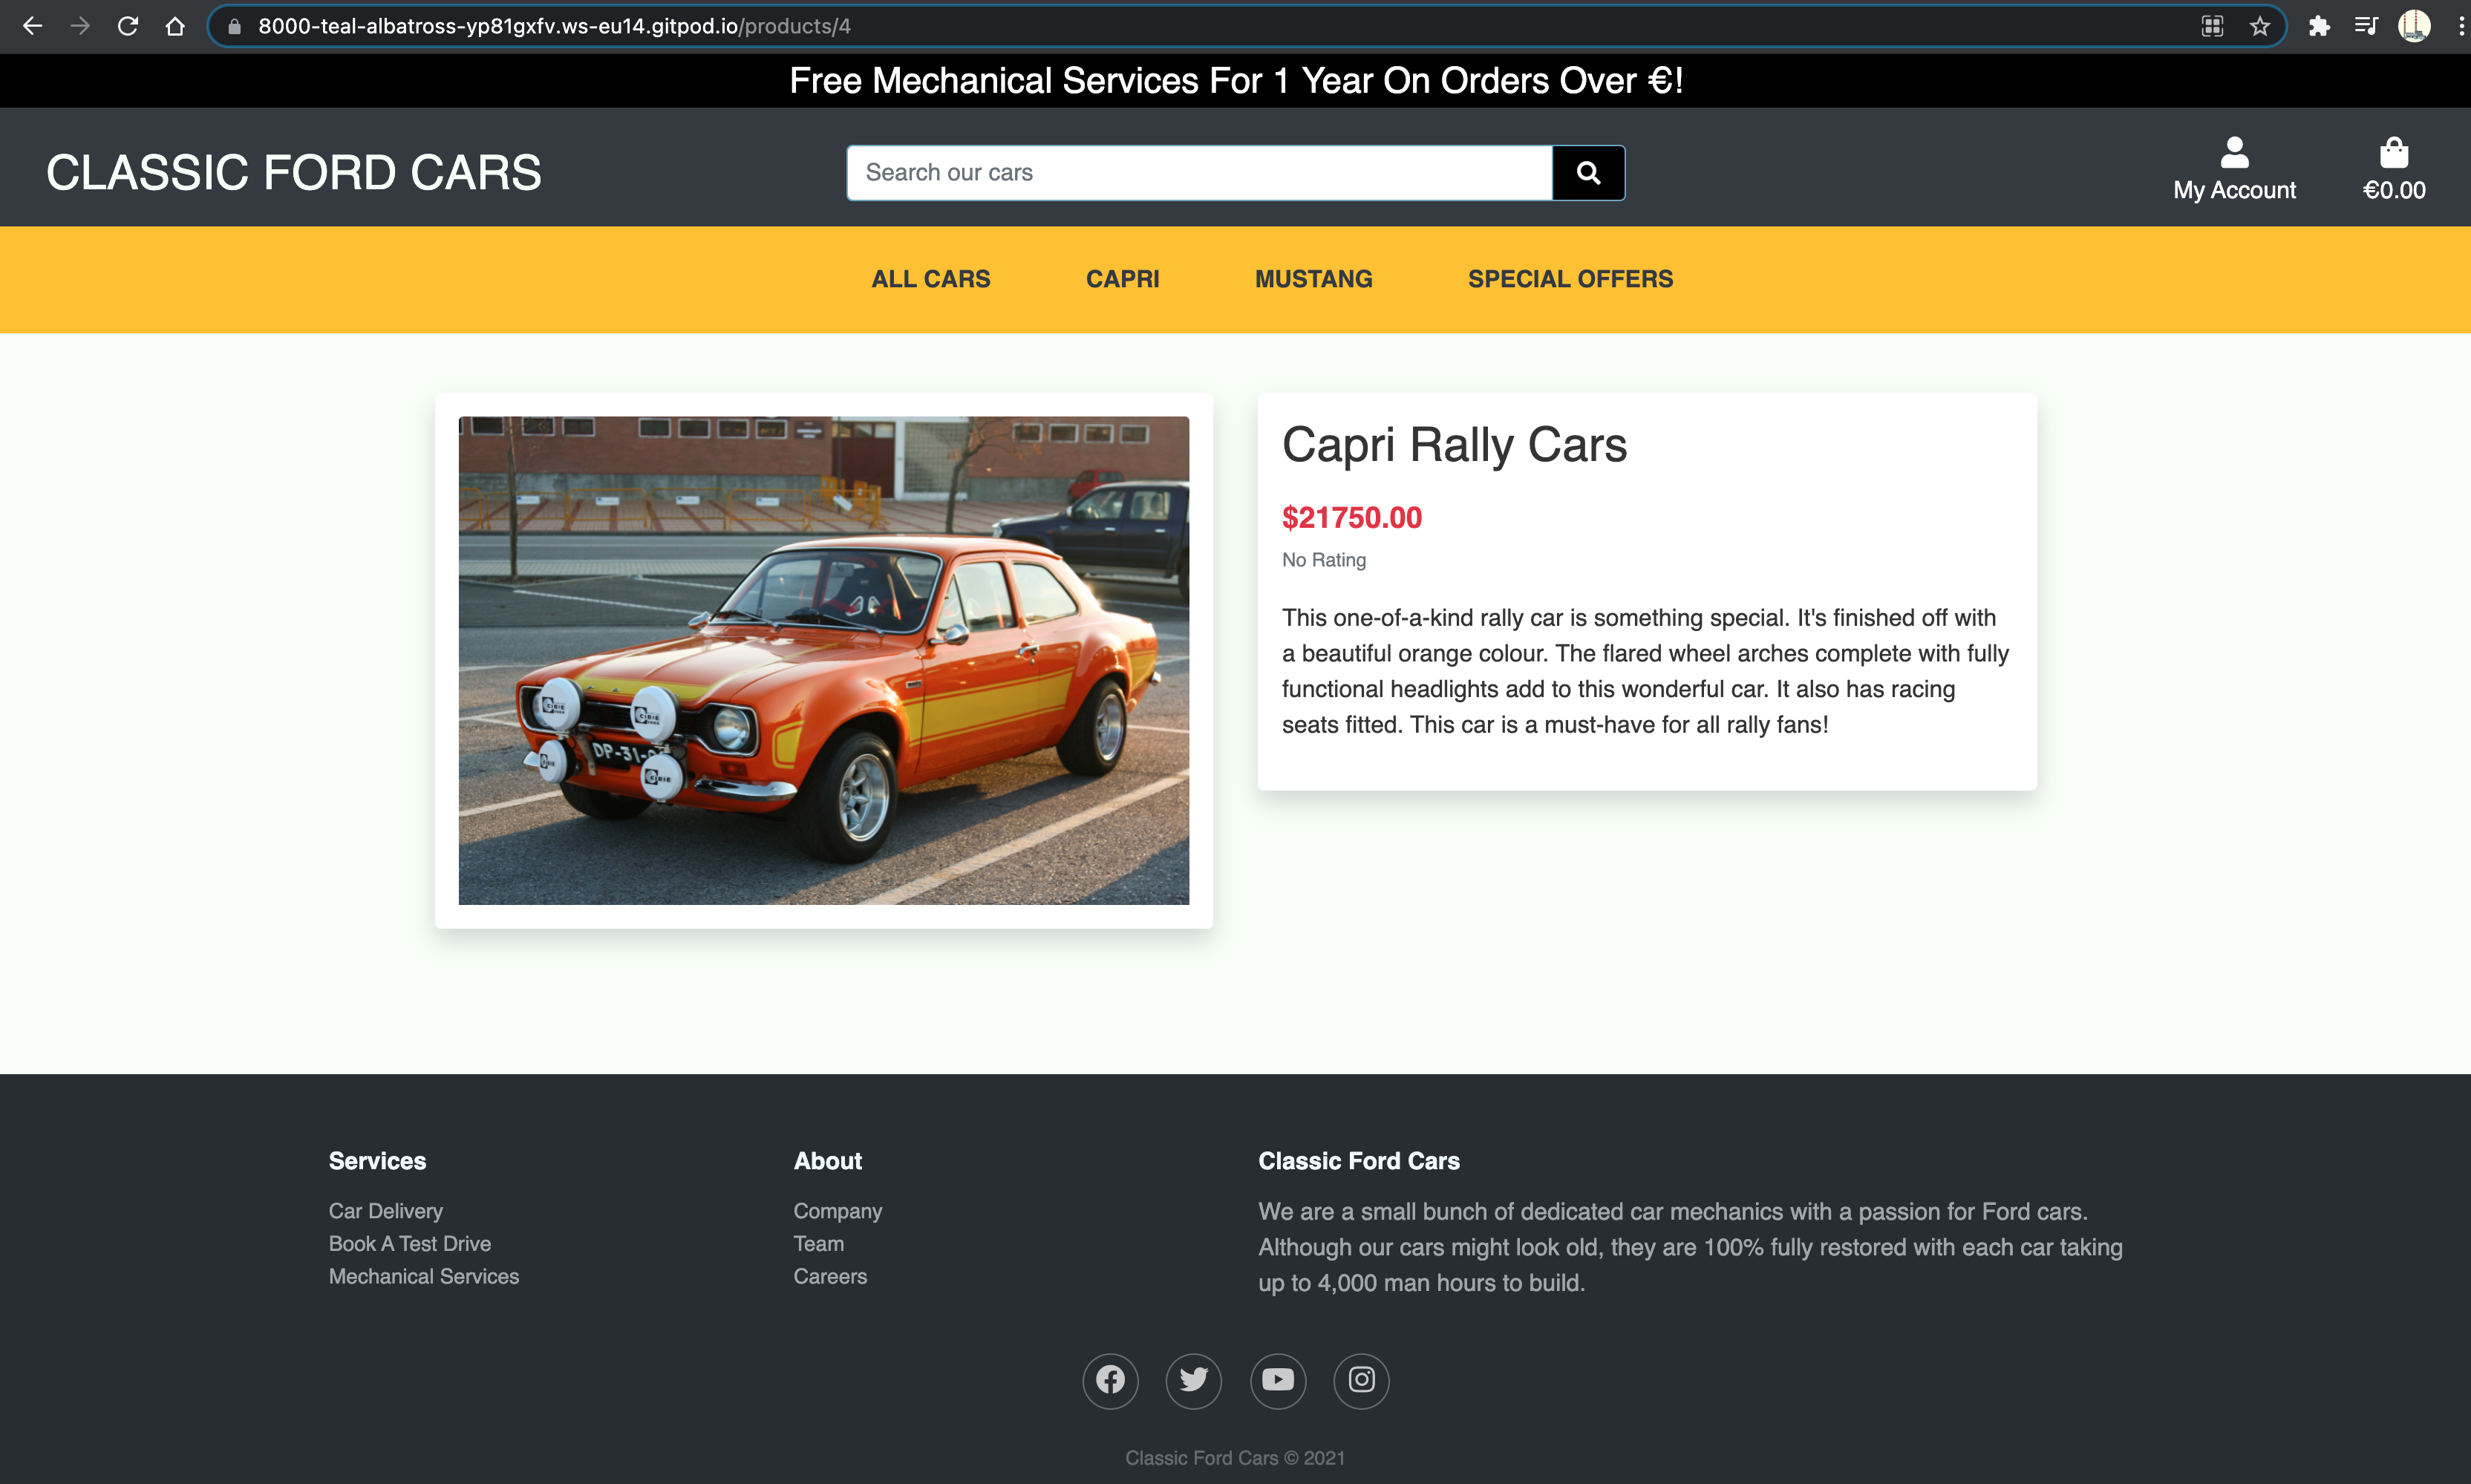 8000-teal-albatross-yp81gxfv.ws-eu14.gitpod.io/products/4
Free Mechanical Services For 1 Year On Orders Over €!
CLASSIC FORD CARS
Search our cars
My Account
€0.00
ALL CARS
CAPRI
MUSTANG
SPECIAL OFFERS
CIBIE
CIBIE
DP-31-
CIBIE
Capri Rally Cars
$21750.00
No Rating
This one-of-a-kind rally car is something special. It's finished off with
a beautiful orange colour. The flared wheel arches complete with fully
functional headlights add to this wonderful car. It also has racing
seats fitted. This car is a must-have for all rally fans!
Services
Car Delivery
Book A Test Drive
Mechanical Services
About
Company
Team
Careers
Classic Ford Cars
We are a small bunch of dedicated car mechanics with a passion for Ford cars.
Although our cars might look old, they are 100% fully restored with each car taking
up to 4,000 man hours to build.
Classic Ford Cars © 2021